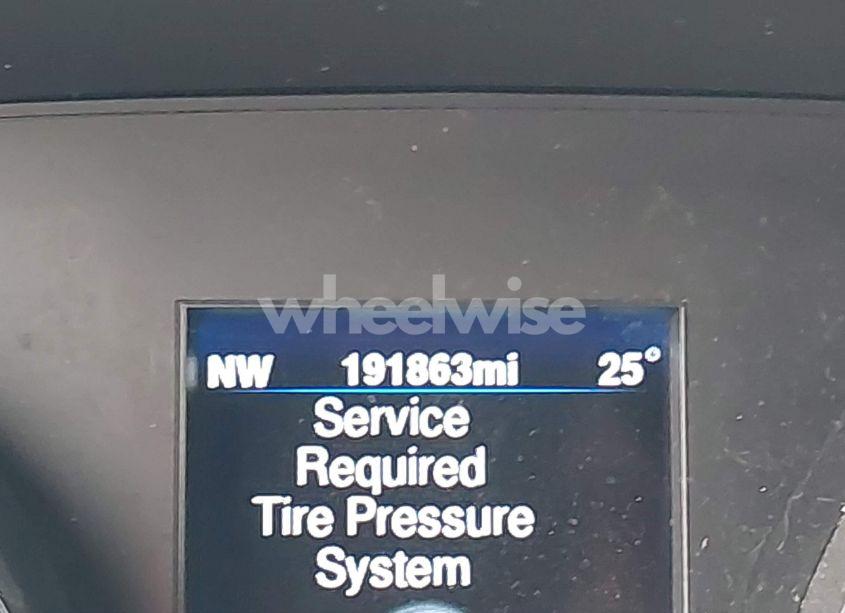 wheelwise
NW 191863mi 25°
Service
Required
Tire Pressure
System